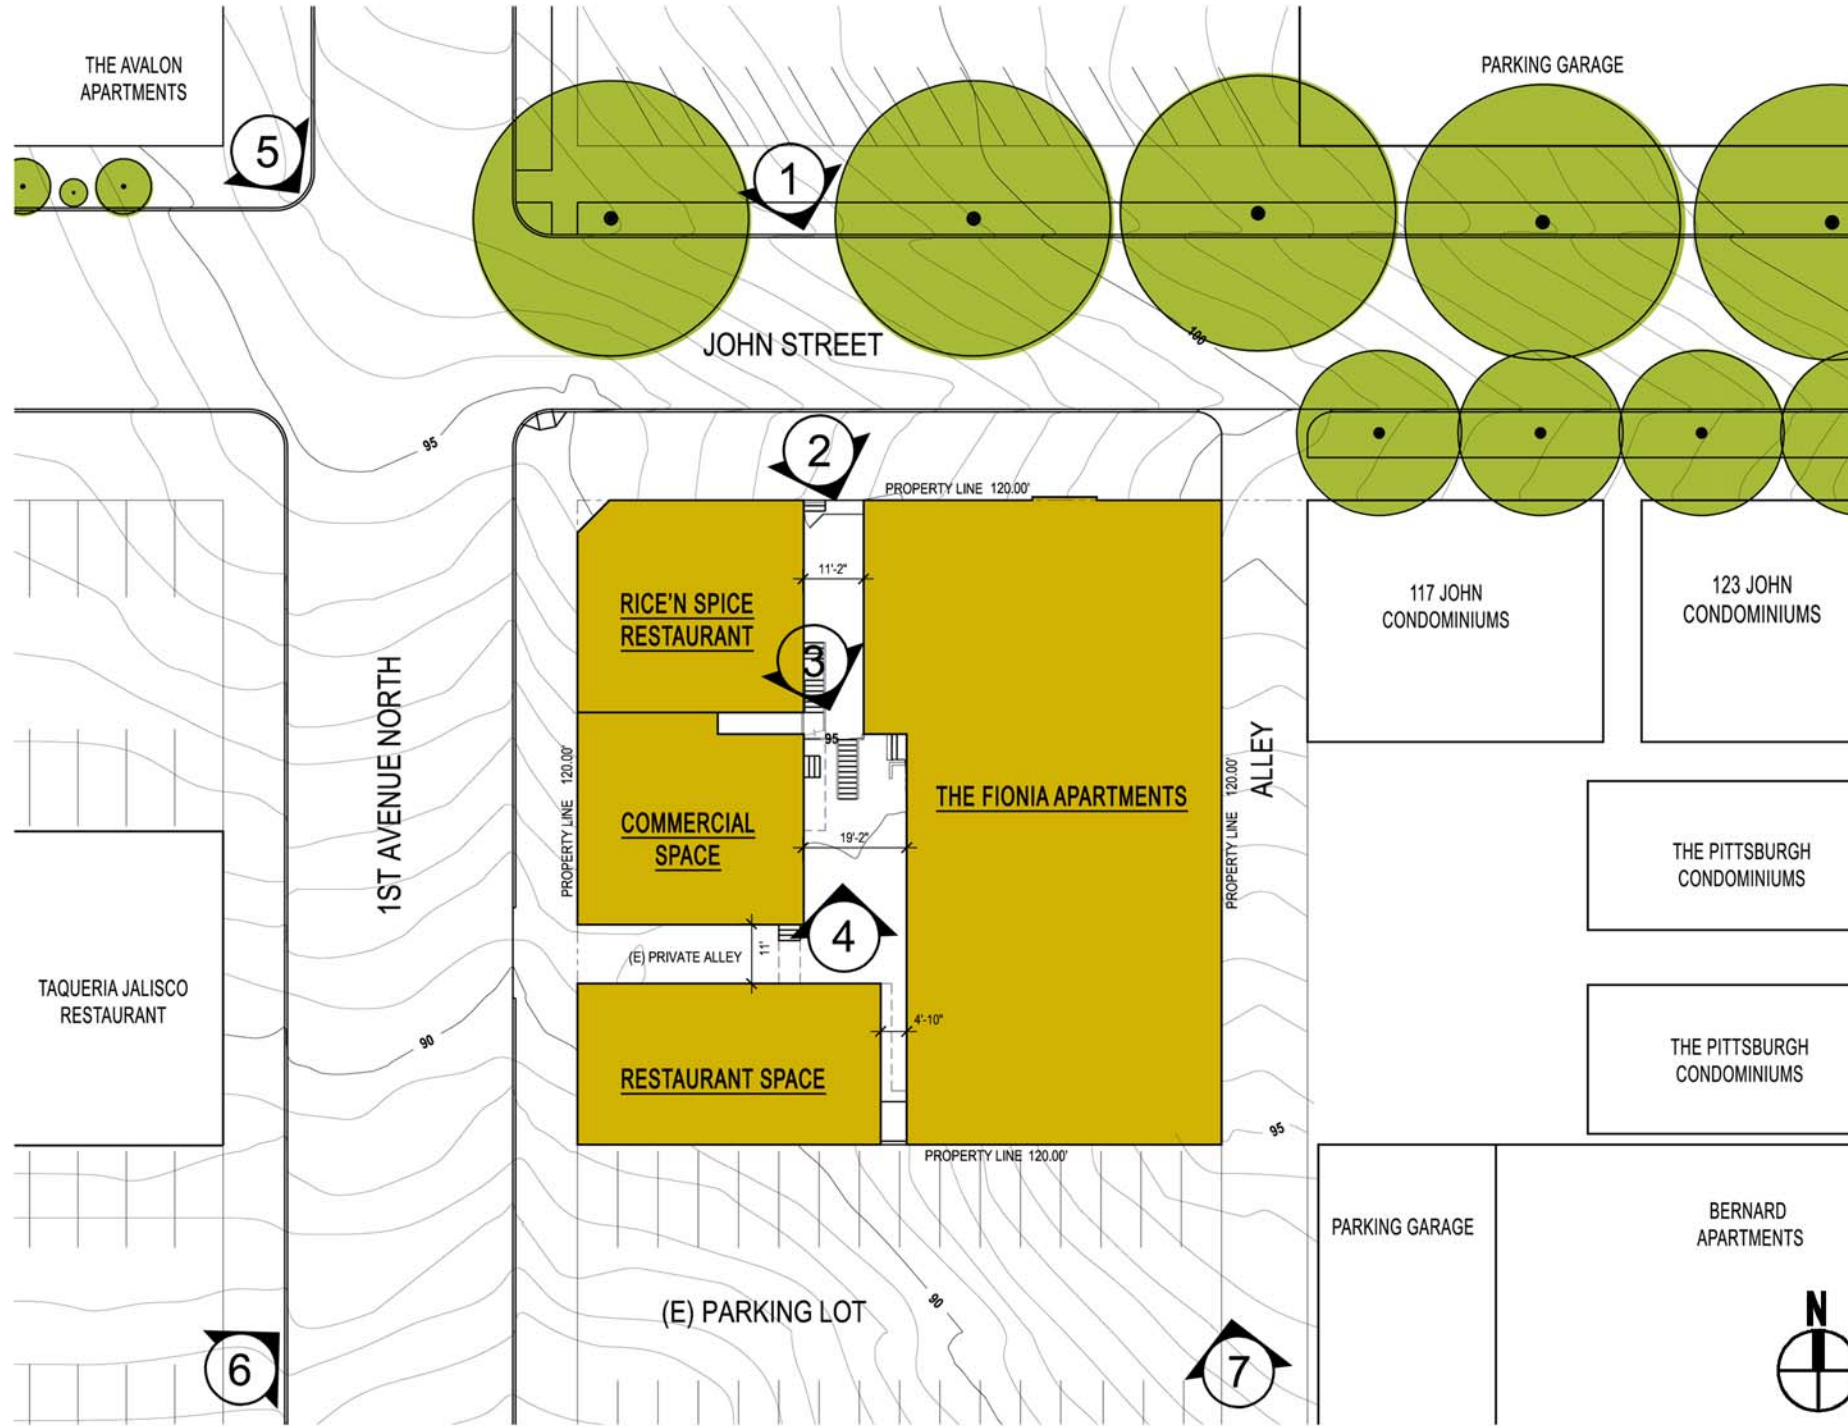 THE AVALON
APARTMENTS
PARKING GARAGE
5
1
JOHN STREET
100
95
2
PROPERTY LINE 120.00'
11'-2"
RICE'N SPICE
RESTAURANT
117 JOHN
CONDOMINIUMS
123 JOHN
CONDOMINIUMS
3
1ST AVENUE NORTH
95
PROPERTY LINE 120.00'
COMMERCIAL
SPACE
THE FIONIA APARTMENTS
PROPERTY LINE 120.00'
ALLEY
19'-2"
THE PITTSBURGH
CONDOMINIUMS
4
(E) PRIVATE ALLEY
11'
TAQUERIA JALISCO
RESTAURANT
90
4'-10"
RESTAURANT SPACE
THE PITTSBURGH
CONDOMINIUMS
95
PROPERTY LINE 120.00'
PARKING GARAGE
BERNARD
APARTMENTS
(E) PARKING LOT
90
N
6
7